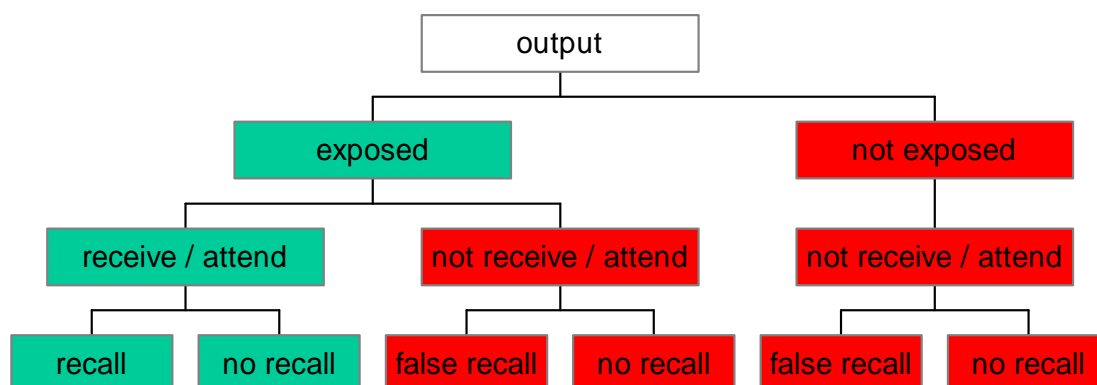 output
exposed
not exposed
receive / attend
not receive / attend
not receive / attend
recall
no recall
false recall
no recall
false recall
no recall